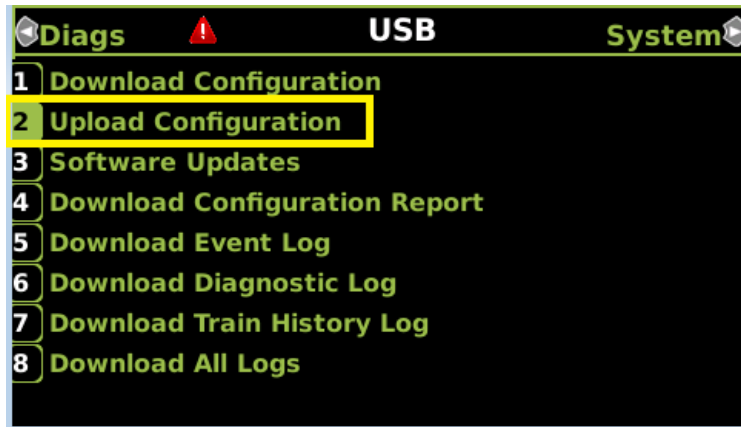 Diags USB System
1 Download Configuration
2 Upload Configuration
3 Software Updates
4 Download Configuration Report
5 Download Event Log
6 Download Diagnostic Log
7 Download Train History Log
8 Download All Logs